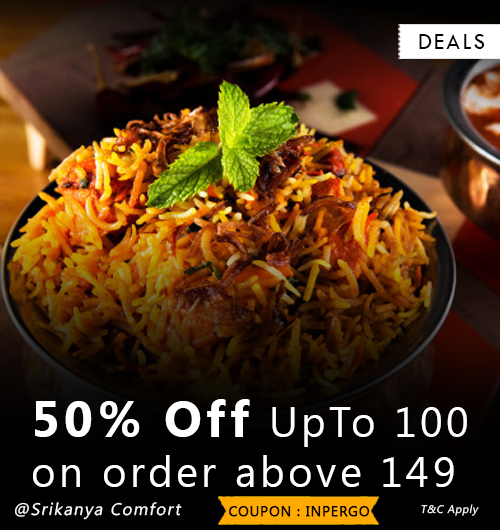 DEALS
50% Off UpTo 100
on order above 149
@Srikanya Comfort
COUPON : INPERGO
T&C Apply